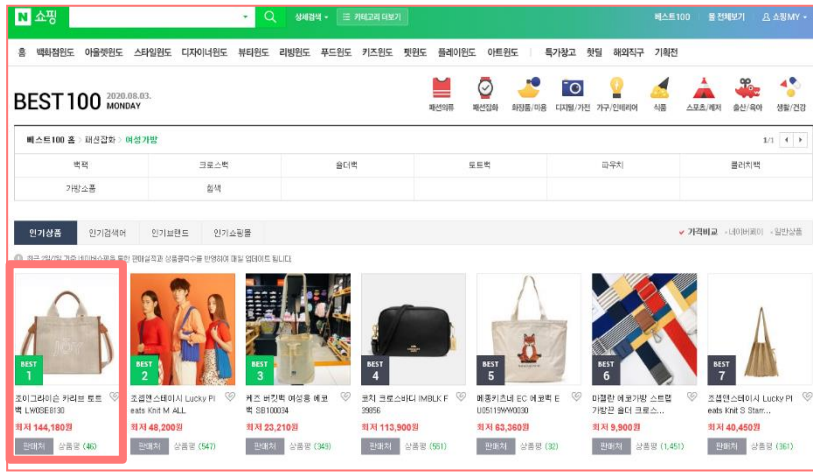 N 쇼핑
상세검색
카테고리 더보기
베스트100
몰 전체보기
쇼핑MY
홈 백화점윈도 아울렛윈도 스타일윈도 디자이너윈도 뷰티윈도 리빙윈도 푸드윈도 키즈윈도 펫윈도 플레이윈도 아트윈도 특가창고 핫딜 해외직구 기획전
BEST 100 2020.08.03. MONDAY
패션의류 패션잡화 화장품/미용 디지털/가전 가구/인테리어 식품 스포츠/레저 출산/육아 생활/건강
베스트100 홈 > 패션잡화 > 여성가방
1/1
백팩 크로스백 숄더백 토트백 파우치 클러치백
가방소품 힙색
인기상품 인기검색어 인기브랜드 인기쇼핑몰
가격비교 네이버페이 일반상품
BEST 1
BEST 2
BEST 3
BEST 4
BEST 5
BEST 6
BEST 7
조이그라이슨 카리브 토트백 LW0SE8130
최저 144,180원
판매처 상품평 (46)
조셉앤스테이시 Lucky Pleats Knit M ALL
최저 48,200원
판매처 상품평 (547)
케즈 버킷백 여성용 에코백 SB100034
최저 23,210원
판매처 상품평 (349)
코치 크로스바디 IMBLK F39856
최저 113,900원
판매처 상품평 (551)
메종키츠네 EC 에코백 EU05119WW0030
최저 63,360원
판매처 상품평 (32)
마젤란 에코가방 스트랩 가방끈 숄더 크로스...
최저 9,900원
판매처 상품평 (1,451)
조셉앤스테이시 Lucky Pleats Knit S Starr...
최저 40,450원
판매처 상품평 (361)